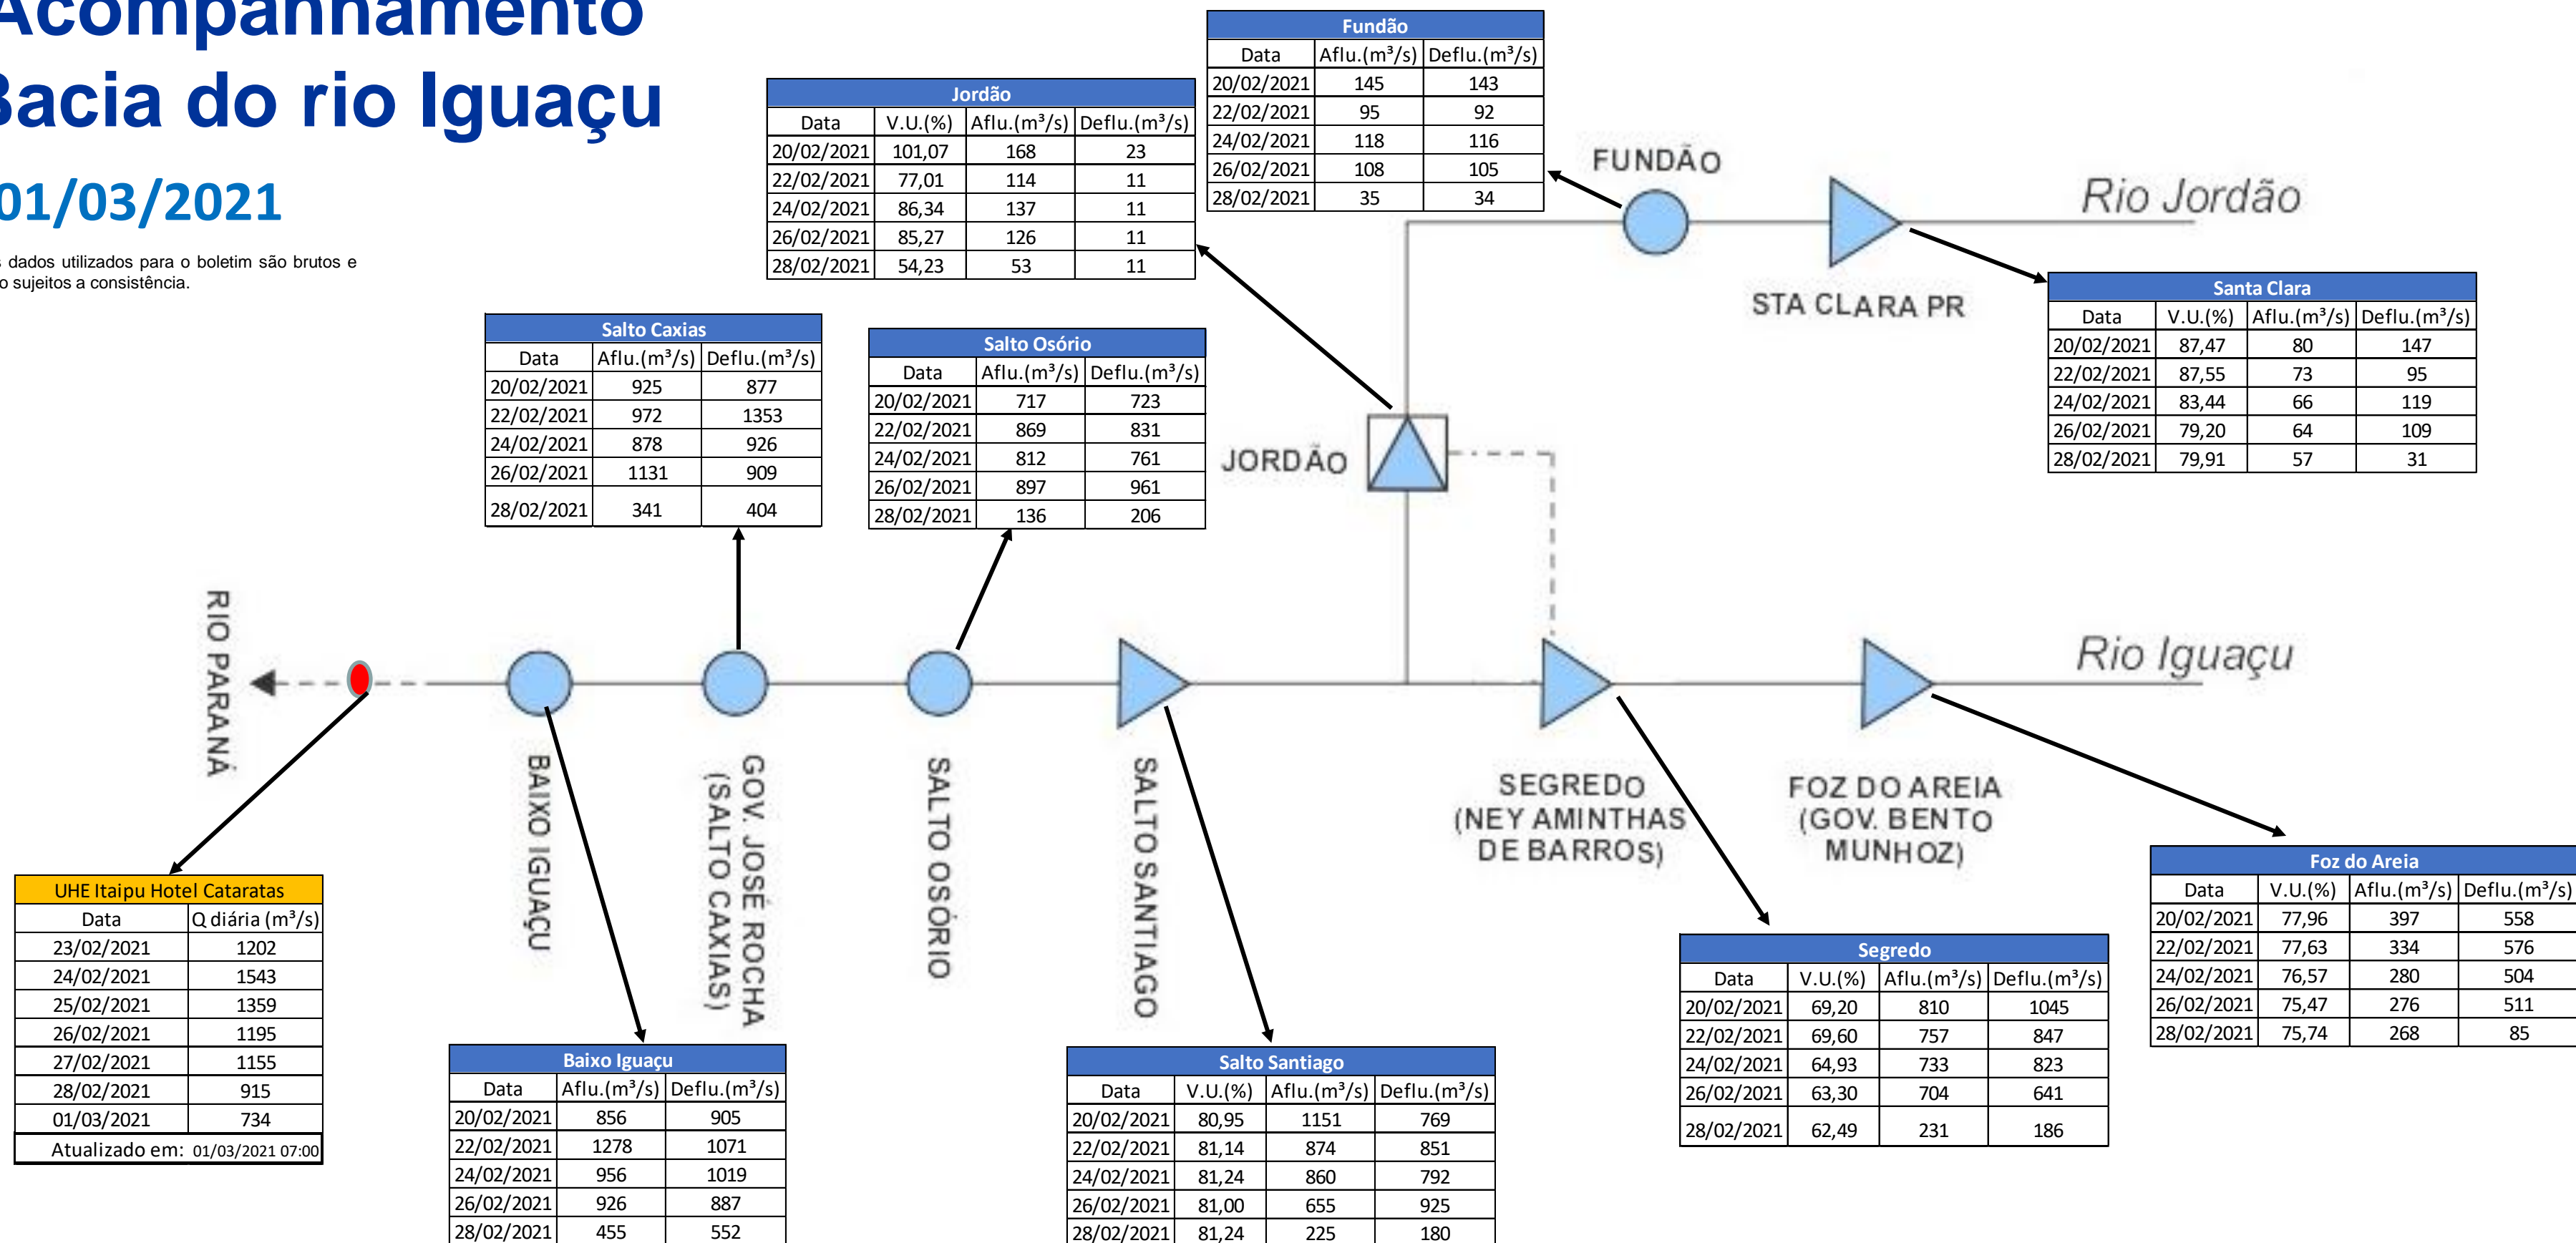 Acompanhamento
Bacia do rio Iguaçu
01/03/2021
s dados utilizados para o boletim são brutos e
o sujeitos a consistência.
Fundão
Data Aflu.(m³/s) Deflu.(m³/s)
20/02/2021 145 143
22/02/2021 95 92
24/02/2021 118 116
26/02/2021 108 105
28/02/2021 35 34
Jordão
Data V.U.(%) Aflu.(m³/s) Deflu.(m³/s)
20/02/2021 101,07 168 23
22/02/2021 77,01 114 11
24/02/2021 86,34 137 11
26/02/2021 85,27 126 11
28/02/2021 54,23 53 11
FUNDÃO
Rio Jordão
STA CLARA PR
Santa Clara
Data V.U.(%) Aflu.(m³/s) Deflu.(m³/s)
20/02/2021 87,47 80 147
22/02/2021 87,55 73 95
24/02/2021 83,44 66 119
26/02/2021 79,20 64 109
28/02/2021 79,91 57 31
Salto Caxias
Data Aflu.(m³/s) Deflu.(m³/s)
20/02/2021 925 877
22/02/2021 972 1353
24/02/2021 878 926
26/02/2021 1131 909
28/02/2021 341 404
Salto Osório
Data Aflu.(m³/s) Deflu.(m³/s)
20/02/2021 717 723
22/02/2021 869 831
24/02/2021 812 761
26/02/2021 897 961
28/02/2021 136 206
JORDÃO
RIO PARANÁ
Rio Iguaçu
BAIXO IGUAÇU
GOV. JOSÉ ROCHA
(SALTO CAXIAS)
SALTO OSÓRIO
SALTO SANTIAGO
SEGREDO
(NEY AMINTHAS
DE BARROS)
FOZ DO AREIA
(GOV. BENTO
MUNHOZ)
UHE Itaipu Hotel Cataratas
Data Q diária (m³/s)
23/02/2021 1202
24/02/2021 1543
25/02/2021 1359
26/02/2021 1195
27/02/2021 1155
28/02/2021 915
01/03/2021 734
Atualizado em: 01/03/2021 07:00
Baixo Iguaçu
Data Aflu.(m³/s) Deflu.(m³/s)
20/02/2021 856 905
22/02/2021 1278 1071
24/02/2021 956 1019
26/02/2021 926 887
28/02/2021 455 552
Salto Santiago
Data V.U.(%) Aflu.(m³/s) Deflu.(m³/s)
20/02/2021 80,95 1151 769
22/02/2021 81,14 874 851
24/02/2021 81,24 860 792
26/02/2021 81,00 655 925
28/02/2021 81,24 225 180
Segredo
Data V.U.(%) Aflu.(m³/s) Deflu.(m³/s)
20/02/2021 69,20 810 1045
22/02/2021 69,60 757 847
24/02/2021 64,93 733 823
26/02/2021 63,30 704 641
28/02/2021 62,49 231 186
Foz do Areia
Data V.U.(%) Aflu.(m³/s) Deflu.(m³/s)
20/02/2021 77,96 397 558
22/02/2021 77,63 334 576
24/02/2021 76,57 280 504
26/02/2021 75,47 276 511
28/02/2021 75,74 268 85